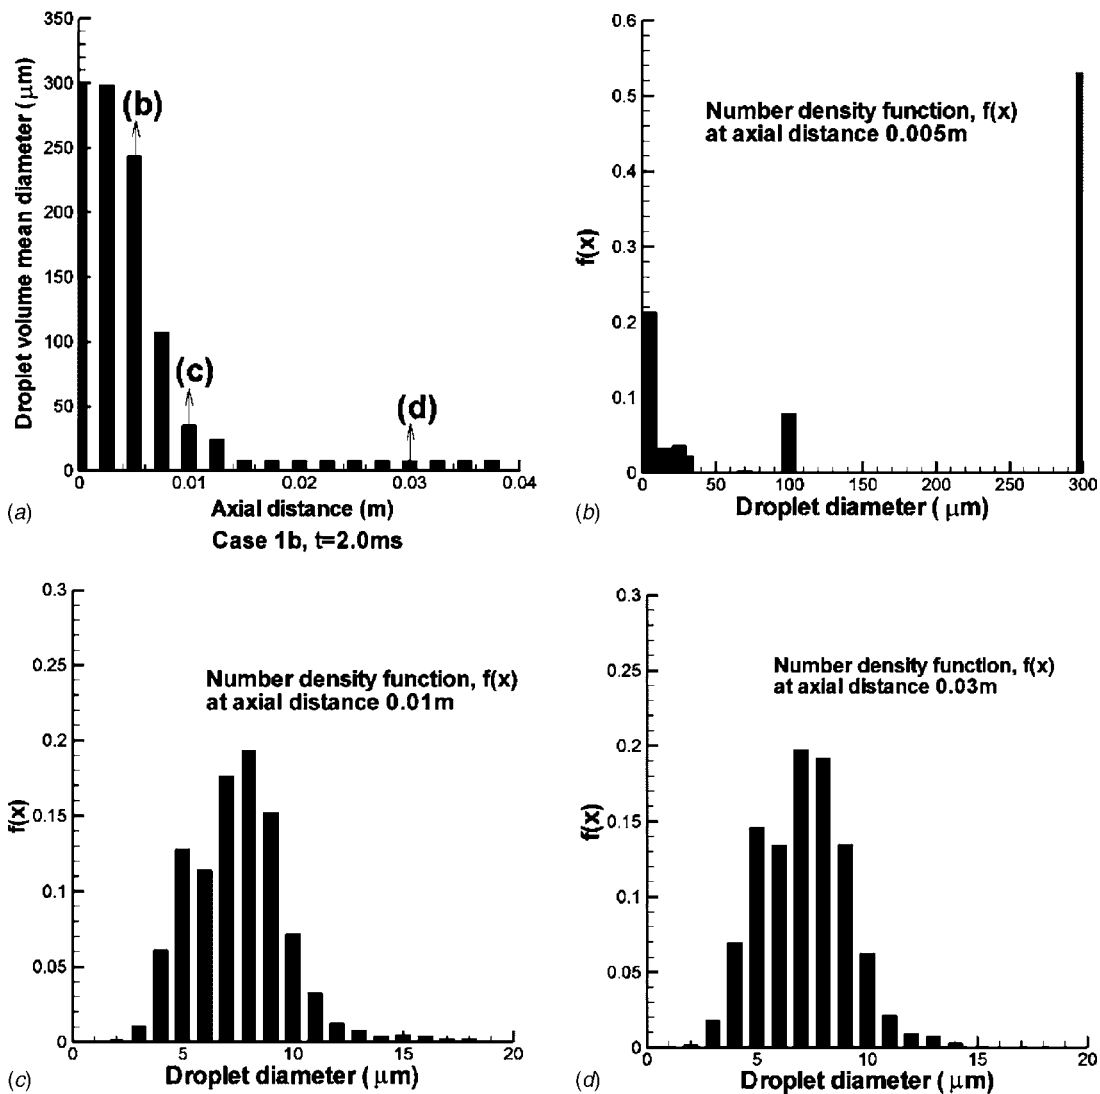 350
300
250
200
150
100
50
0
Droplet volume mean diameter (μm)
(b)
(c)
(d)
0
0.01
0.02
0.03
0.04
Axial distance (m)
(a)
Case 1b, t=2.0ms
0.6
0.5
0.4
0.3
0.2
0.1
0
f(x)
Number density function, f(x)
at axial distance 0.005m
50
100
150
200
250
300
Droplet diameter ( μm)
(b)
0.3
0.25
0.2
0.15
0.1
0.05
0
f(x)
Number density function, f(x)
at axial distance 0.01m
0
5
10
15
20
Droplet diameter ( μm)
(c)
0.3
0.25
0.2
0.15
0.1
0.05
0
f(x)
Number density function, f(x)
at axial distance 0.03m
0
5
10
15
20
Droplet diameter ( μm)
(d)